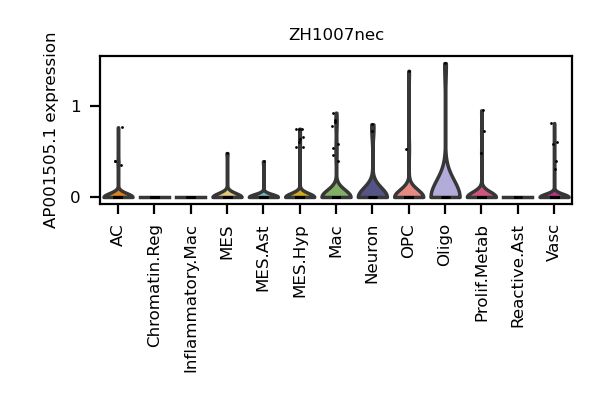 ZH1007nec
AP001505.1 expression
1
0
AC
Chromatin.Reg
Inflammatory.Mac
MES
MES.Ast
MES.Hyp
Mac
Neuron
OPC
Oligo
Prolif.Metab
Reactive.Ast
Vasc